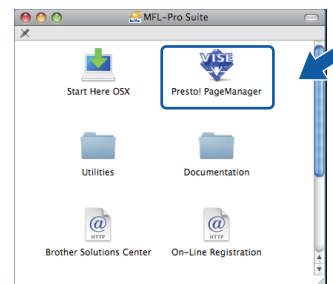 MFL-Pro Suite
VISE
Start Here OSX
Presto! PageManager
Utilities
Documentation
@
HTTP
@
HTTP
Brother Solutions Center
On-Line Registration